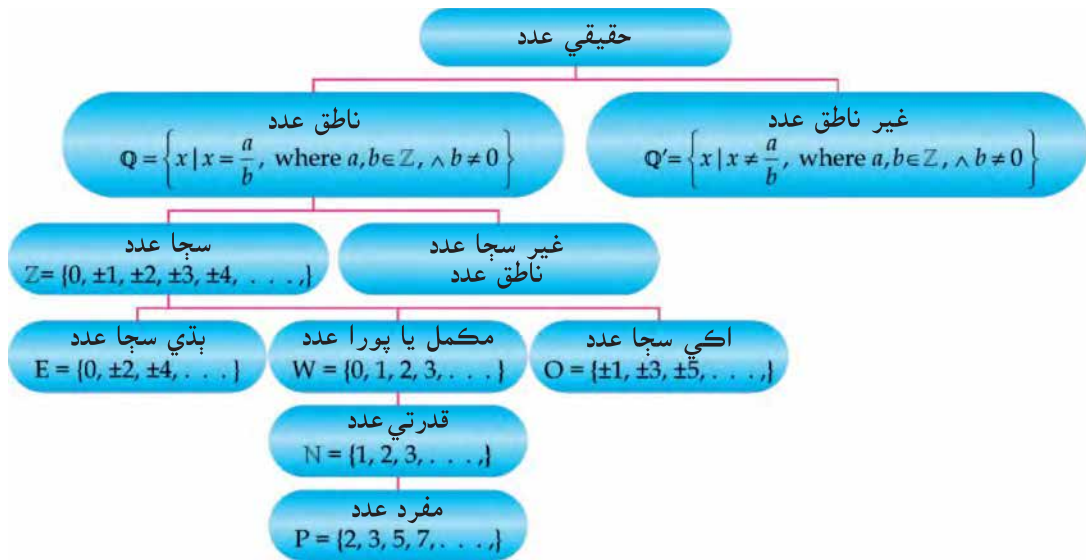 حقيقي عدد
ناطق عدد
ℚ = { x | x = a/b, where a, b ∈ ℤ, ∧ b ≠ 0 }
غير ناطق عدد
ℚ′ = { x | x ≠ a/b, where a, b ∈ ℤ, ∧ b ≠ 0 }
سڄا عدد
ℤ = {0, ±1, ±2, ±3, ±4, . . . ,}
غير سڄا عدد
ناطق عدد
ٻڌي سڄا عدد
E = {0, ±2, ±4, . . . }
مڪمل يا پورا عدد
W = {0, 1, 2, 3, . . . }
اڪي سڄا عدد
O = {±1, ±3, ±5, . . . ,}
قدرتي عدد
ℕ = {1, 2, 3, . . . ,}
مفرد عدد
P = {2, 3, 5, 7, . . . ,}